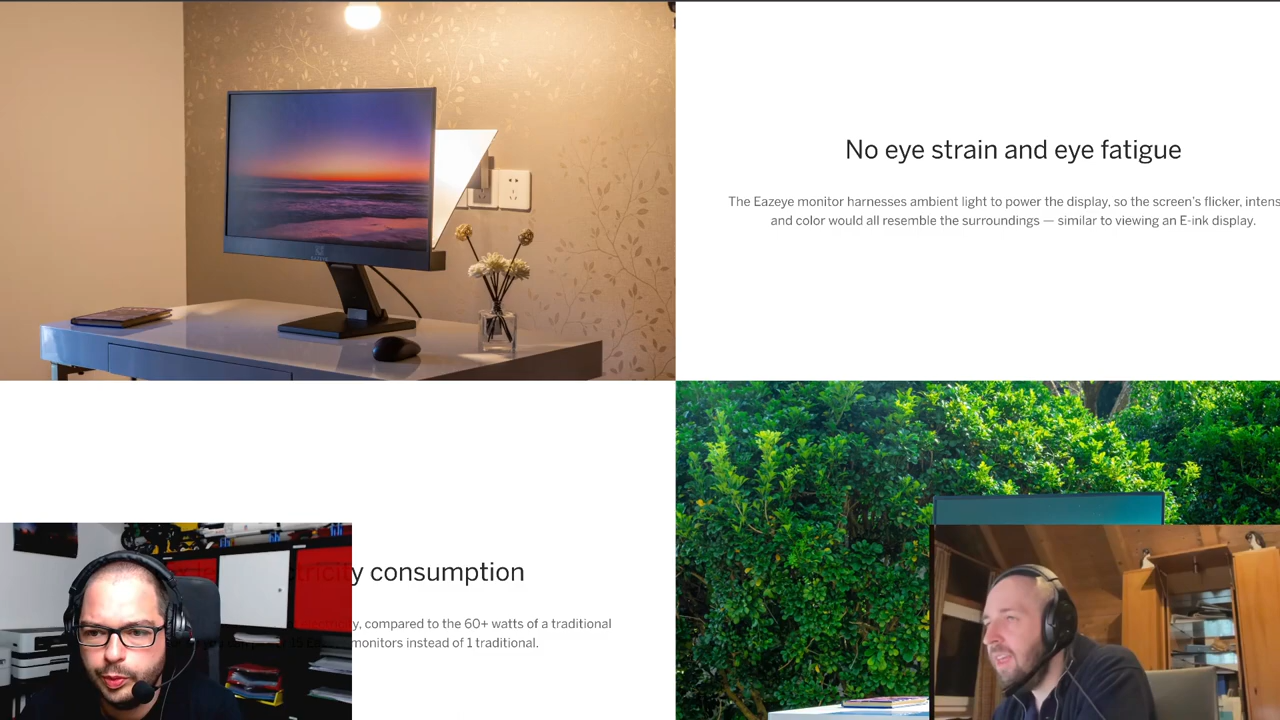 No eye strain and eye fatigue
The Eazeye monitor harnesses ambient light to power the display, so the screen's flicker,
and color would all resemble the surroundings — similar to viewing an E-ink display.
consumption
compared to the 60+ watts of a traditional
monitors instead of 1 traditional.